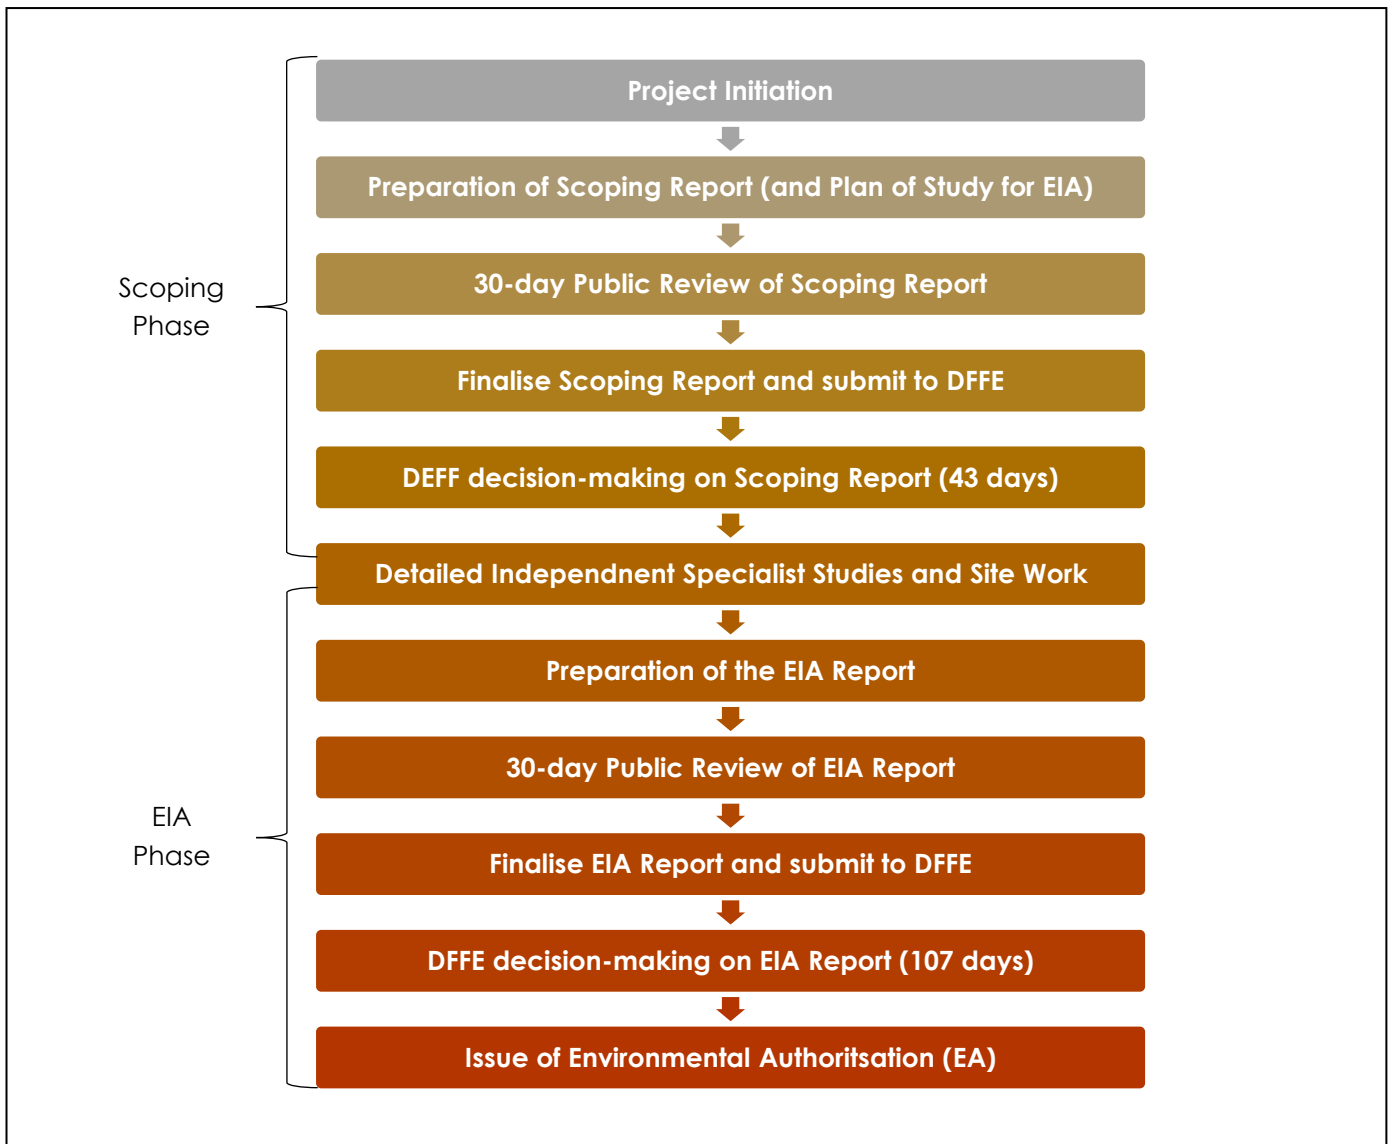 Project Initiation
Preparation of Scoping Report (and Plan of Study for EIA)
30-day Public Review of Scoping Report
Scoping
Phase
Finalise Scoping Report and submit to DFFE
DEFF decision-making on Scoping Report (43 days)
Detailed Independnent Specialist Studies and Site Work
Preparation of the EIA Report
30-day Public Review of EIA Report
EIA
Phase
Finalise EIA Report and submit to DFFE
DFFE decision-making on EIA Report (107 days)
Issue of Environmental Authoritsation (EA)